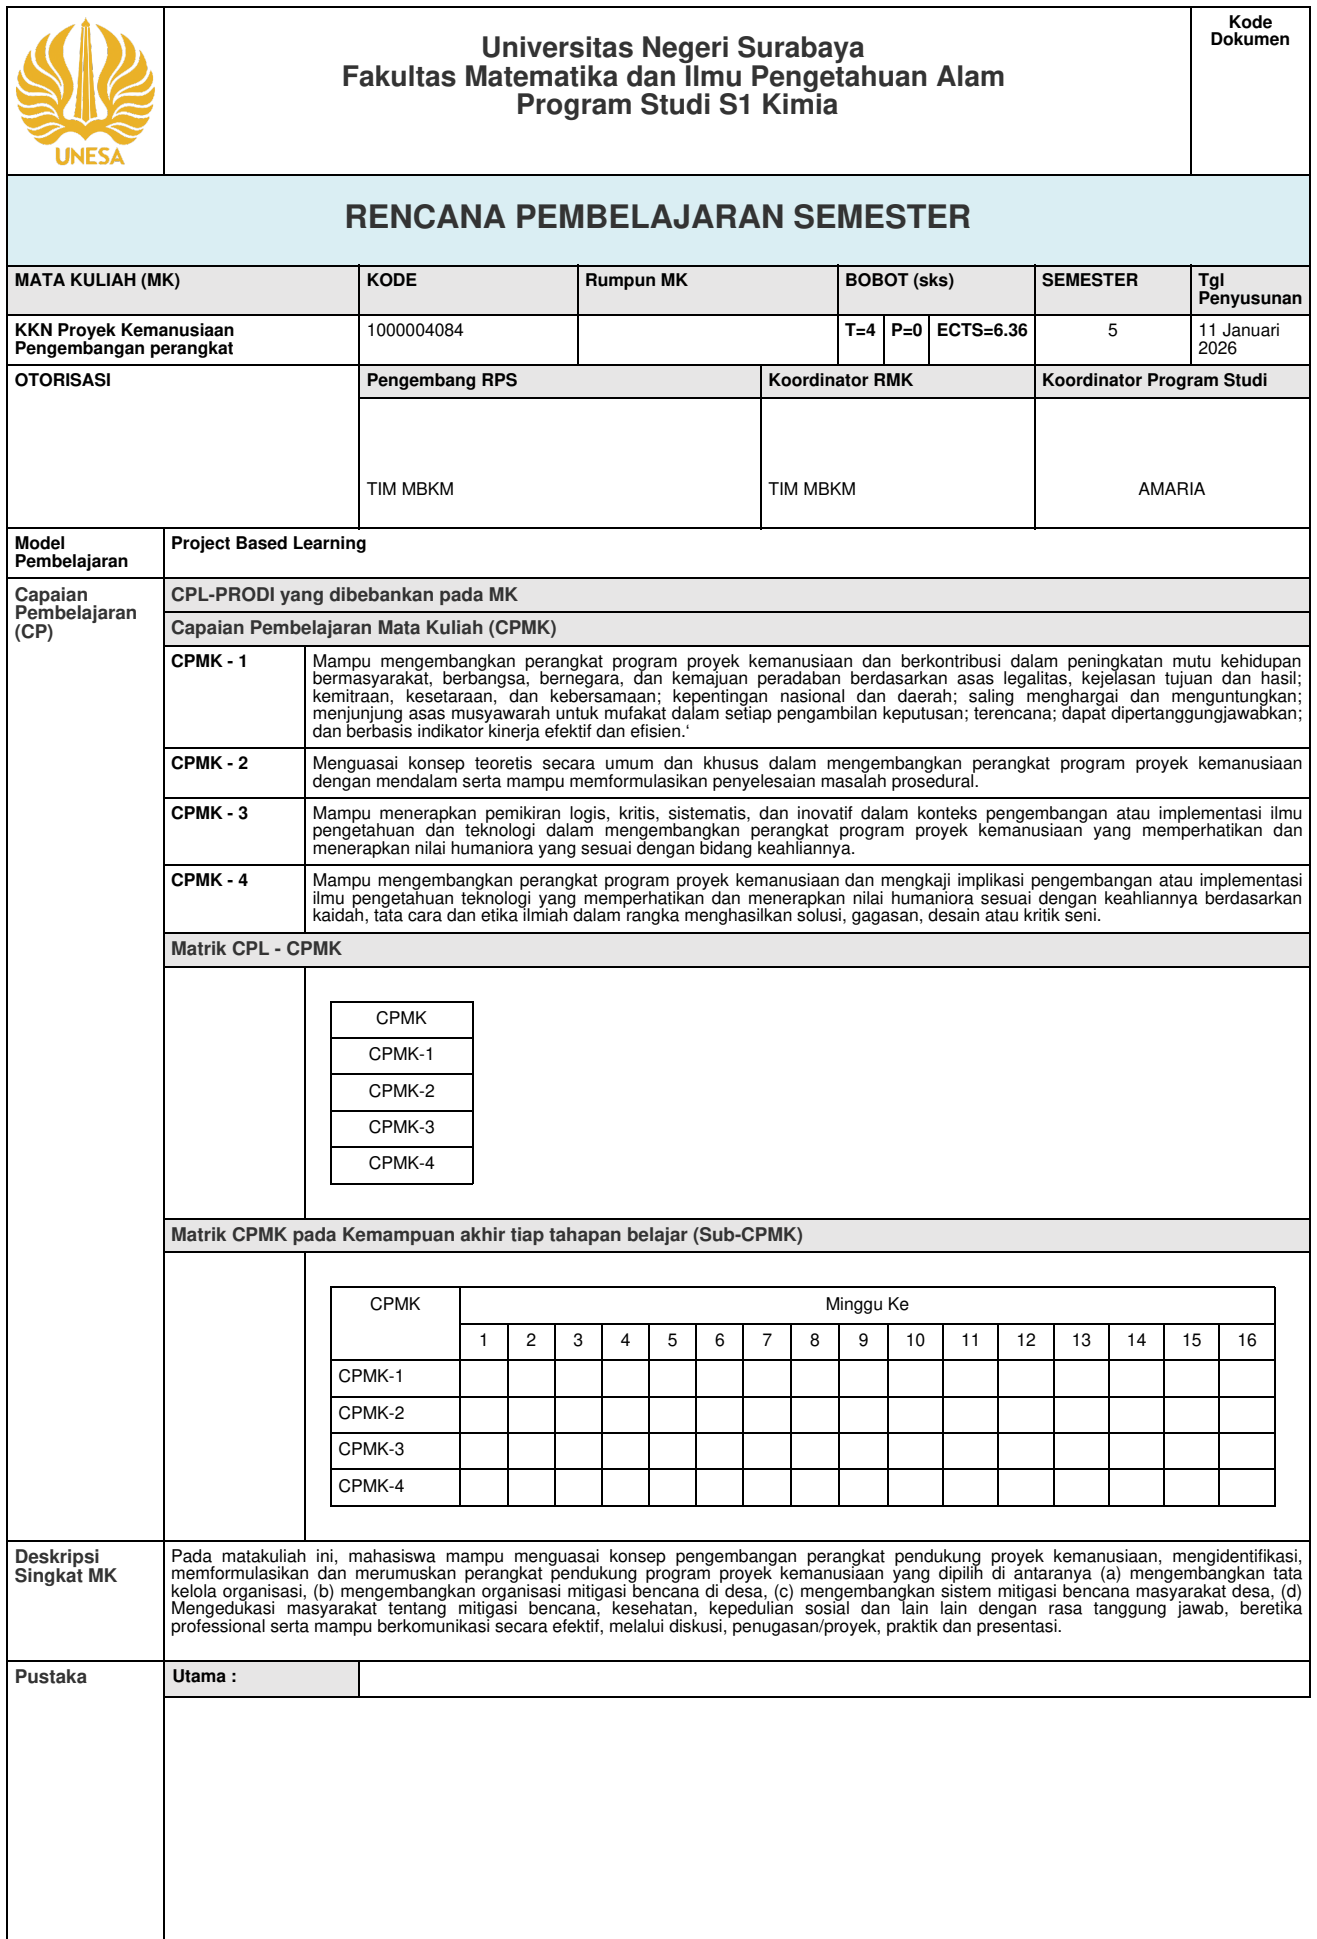 UNESA
Universitas Negeri Surabaya
Fakultas Matematika dan Ilmu Pengetahuan Alam
Program Studi S1 Kimia
Kode
Dokumen
RENCANA PEMBELAJARAN SEMESTER
MATA KULIAH (MK)
KODE
Rumpun MK
BOBOT (sks)
SEMESTER
Tgl
Penyusunan
KKN Proyek Kemanusiaan
Pengembangan perangkat
1000004084
T=4
P=0
ECTS=6.36
5
11 Januari
2026
OTORISASI
Pengembang RPS
Koordinator RMK
Koordinator Program Studi
TIM MBKM
TIM MBKM
AMARIA
Model
Pembelajaran
Project Based Learning
Capaian
Pembelajaran
(CP)
CPL-PRODI yang dibebankan pada MK
Capaian Pembelajaran Mata Kuliah (CPMK)
CPMK - 1
Mampu mengembangkan perangkat program proyek kemanusiaan dan berkontribusi dalam peningkatan mutu kehidupan
bermasyarakat, berbangsa, bernegara, dan kemajuan peradaban berdasarkan asas legalitas, kejelasan tujuan dan hasil;
kemitraan, kesetaraan, dan kebersamaan; kepentingan nasional dan daerah; saling menghargai dan menguntungkan;
menjunjung asas musyawarah untuk mufakat dalam setiap pengambilan keputusan; terencana; dapat dipertanggungjawabkan;
dan berbasis indikator kinerja efektif dan efisien.‘
CPMK - 2
Menguasai konsep teoretis secara umum dan khusus dalam mengembangkan perangkat program proyek kemanusiaan
dengan mendalam serta mampu memformulasikan penyelesaian masalah prosedural.
CPMK - 3
Mampu menerapkan pemikiran logis, kritis, sistematis, dan inovatif dalam konteks pengembangan atau implementasi ilmu
pengetahuan dan teknologi dalam mengembangkan perangkat program proyek kemanusiaan yang memperhatikan dan
menerapkan nilai humaniora yang sesuai dengan bidang keahliannya.
CPMK - 4
Mampu mengembangkan perangkat program proyek kemanusiaan dan mengkaji implikasi pengembangan atau implementasi
ilmu pengetahuan teknologi yang memperhatikan dan menerapkan nilai humaniora sesuai dengan keahliannya berdasarkan
kaidah, tata cara dan etika ilmiah dalam rangka menghasilkan solusi, gagasan, desain atau kritik seni.
Matrik CPL - CPMK
CPMK
CPMK-1
CPMK-2
CPMK-3
CPMK-4
Matrik CPMK pada Kemampuan akhir tiap tahapan belajar (Sub-CPMK)
CPMK
Minggu Ke
1 2 3 4 5 6 7 8 9 10 11 12 13 14 15 16
CPMK-1
CPMK-2
CPMK-3
CPMK-4
Deskripsi
Singkat MK
Pada matakuliah ini, mahasiswa mampu menguasai konsep pengembangan perangkat pendukung proyek kemanusiaan, mengidentifikasi,
memformulasikan dan merumuskan perangkat pendukung program proyek kemanusiaan yang dipilih di antaranya (a) mengembangkan tata
kelola organisasi, (b) mengembangkan organisasi mitigasi bencana di desa, (c) mengembangkan sistem mitigasi bencana masyarakat desa, (d)
Mengedukasi masyarakat tentang mitigasi bencana, kesehatan, kepedulian sosial dan lain lain dengan rasa tanggung jawab, beretika
professional serta mampu berkomunikasi secara efektif, melalui diskusi, penugasan/proyek, praktik dan presentasi.
Pustaka
Utama :